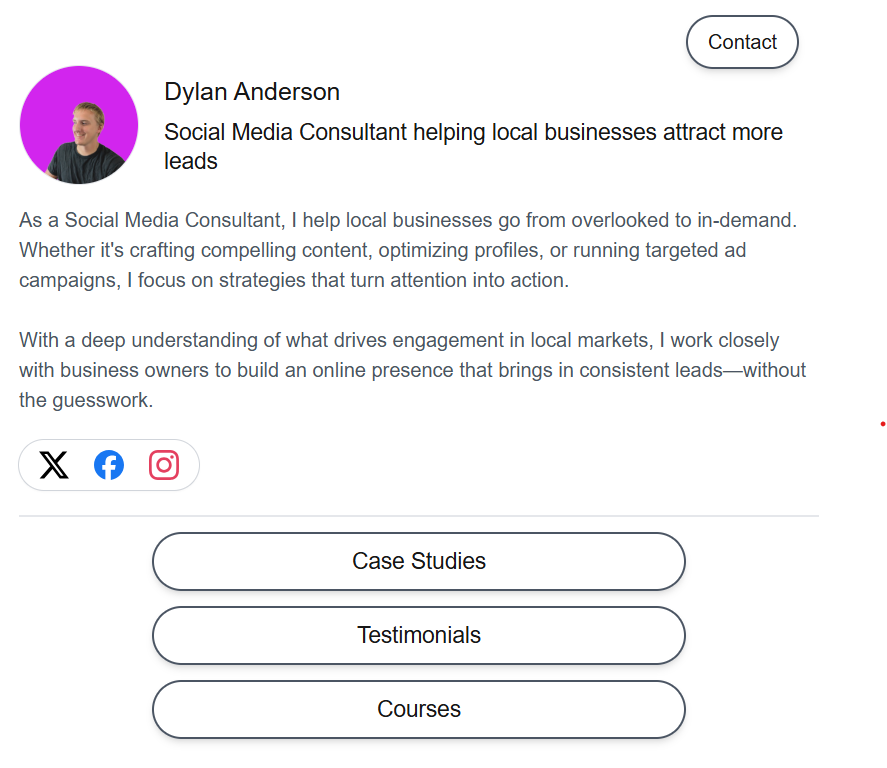 Contact
Dylan Anderson
Social Media Consultant helping local businesses attract more
leads
As a Social Media Consultant, I help local businesses go from overlooked to in-demand.
Whether it's crafting compelling content, optimizing profiles, or running targeted ad
campaigns, I focus on strategies that turn attention into action.
With a deep understanding of what drives engagement in local markets, I work closely
with business owners to build an online presence that brings in consistent leads—without
the guesswork.
Case Studies
Testimonials
Courses